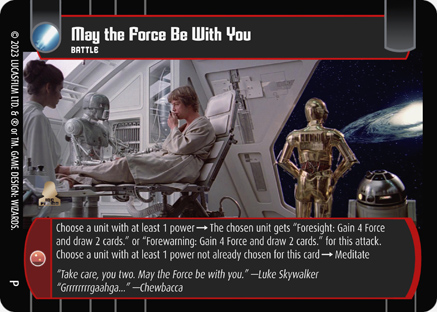 May the Force Be With You
BATTLE
© 2023 LUCASFILM LTD. & ® or TM. GAME DESIGN: WIZARDS.
P
Choose a unit with at least 1 power → The chosen unit gets "Foresight: Gain 4 Force
and draw 2 cards." or "Forewarning: Gain 4 Force and draw 2 cards." for this attack.
Choose a unit with at least 1 power not already chosen for this card → Meditate
"Take care, you two. May the Force be with you." —Luke Skywalker
"Grrrrrrrrgaahga..." —Chewbacca